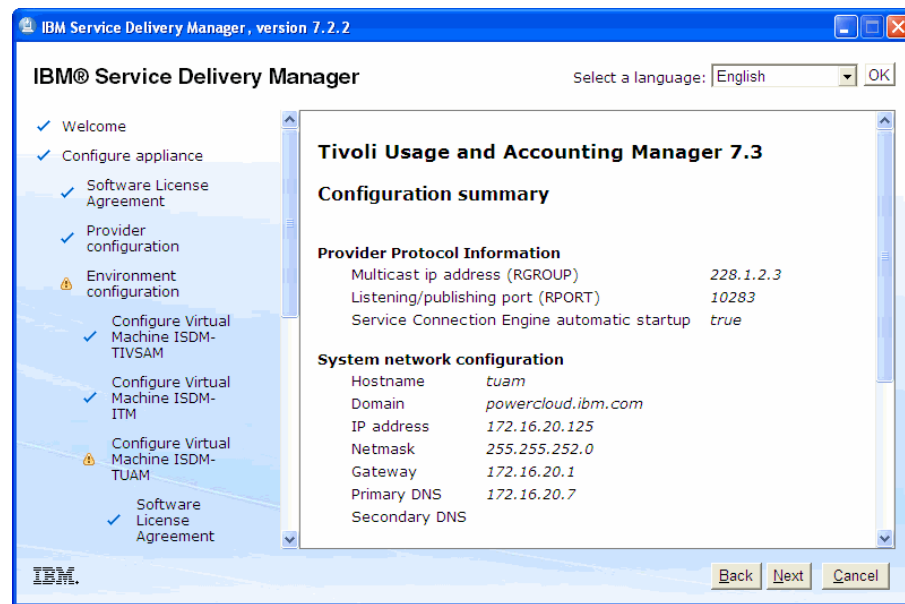 IBM Service Delivery Manager, version 7.2.2
IBM® Service Delivery Manager
Select a language: English OK
Welcome
Configure appliance
Software License
Agreement
Provider
configuration
Environment
configuration
Configure Virtual
Machine ISDM-
TIVSAM
Configure Virtual
Machine ISDM-
ITM
Configure Virtual
Machine ISDM-
TUAM
Software
License
Agreement
Tivoli Usage and Accounting Manager 7.3
Configuration summary
Provider Protocol Information
Multicast ip address (RGROUP) 228.1.2.3
Listening/publishing port (RPORT) 10283
Service Connection Engine automatic startup true
System network configuration
Hostname tuam
Domain powercloud.ibm.com
IP address 172.16.20.125
Netmask 255.255.252.0
Gateway 172.16.20.1
Primary DNS 172.16.20.7
Secondary DNS
IBM.
Back Next Cancel